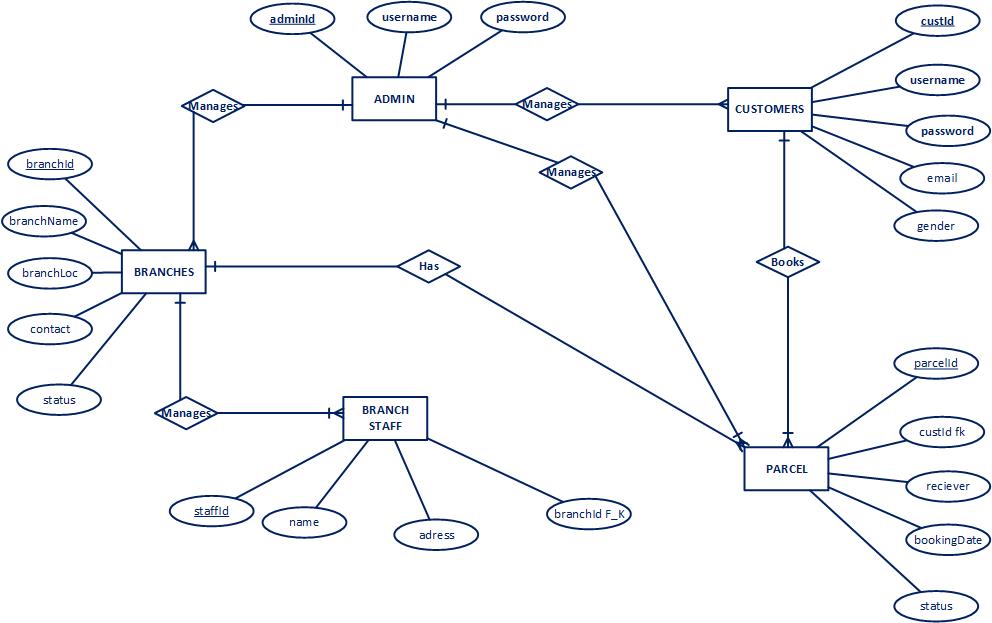 adminId
username
password
custId
username
password
email
gender
ADMIN
Manages
Manages
CUSTOMERS
Manages
branchId
branchName
branchLoc
contact
status
BRANCHES
Has
Books
Manages
BRANCH
STAFF
staffId
name
adress
branchId F_K
PARCEL
parcelId
custId fk
reciever
bookingDate
status